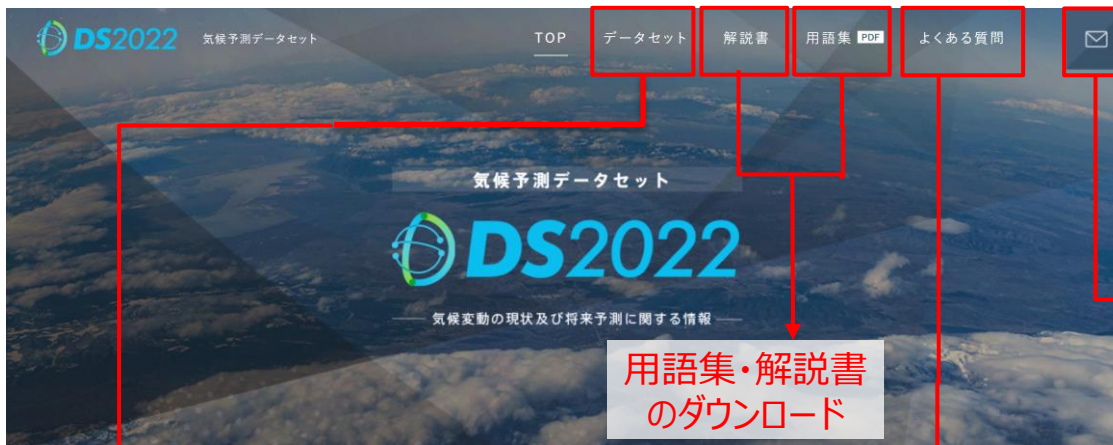 DS2022 気候予測データセット TOP データセット 解説書 用語集 PDF よくある質問
気候予測データセット
DS2022
気候変動の現状及び将来予測に関する情報
用語集・解説書
のダウンロード